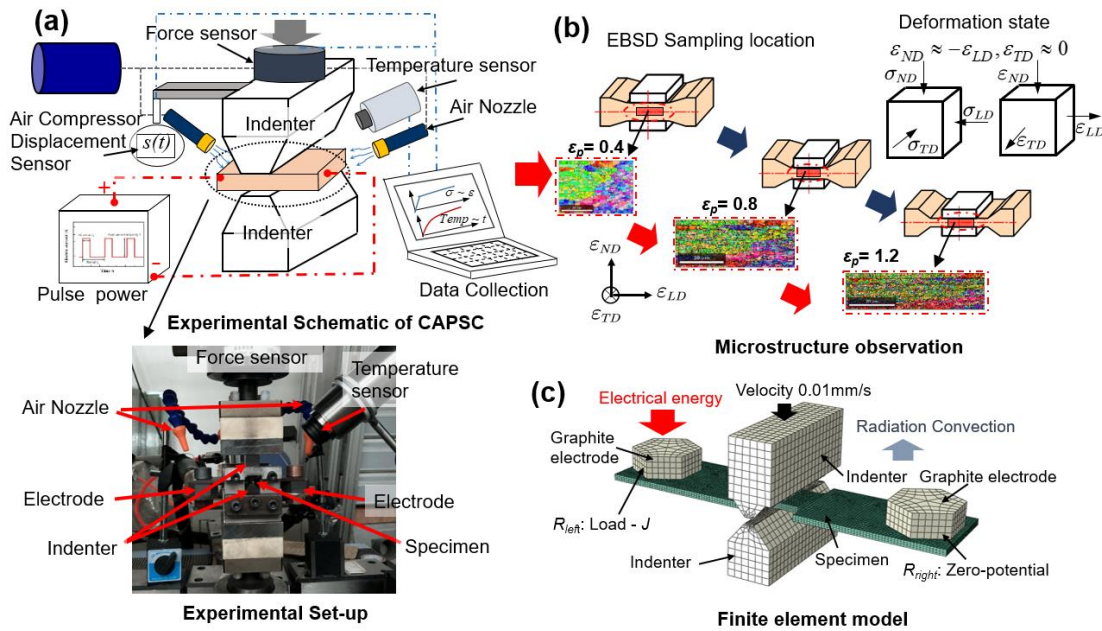 (a)
Force sensor
Temperature sensor
Air Nozzle
Indenter
Air Compressor
Displacement
Sensor
s(t)
+
−
σ ~ ε
Temp ~ t
Indenter
Pulse power
Data Collection
Experimental Schematic of CAPSC
Force sensor
Temperature
sensor
Air Nozzle
Electrode
Electrode
Indenter
Specimen
Experimental Set-up
(b)
EBSD Sampling location
Deformation state
ε_ND ≈ −ε_LD, ε_TD ≈ 0
σ_ND
ε_ND
σ_LD
ε_LD
σ_TD
ε_TD
ε_p = 0.4
ε_p = 0.8
ε_p = 1.2
ε_ND
ε_LD
ε_TD
Microstructure observation
(c)
Velocity 0.01mm/s
Electrical energy
Radiation Convection
Graphite
electrode
Indenter
Graphite electrode
R_left: Load - J
Indenter
Specimen
R_right: Zero-potential
Finite element model